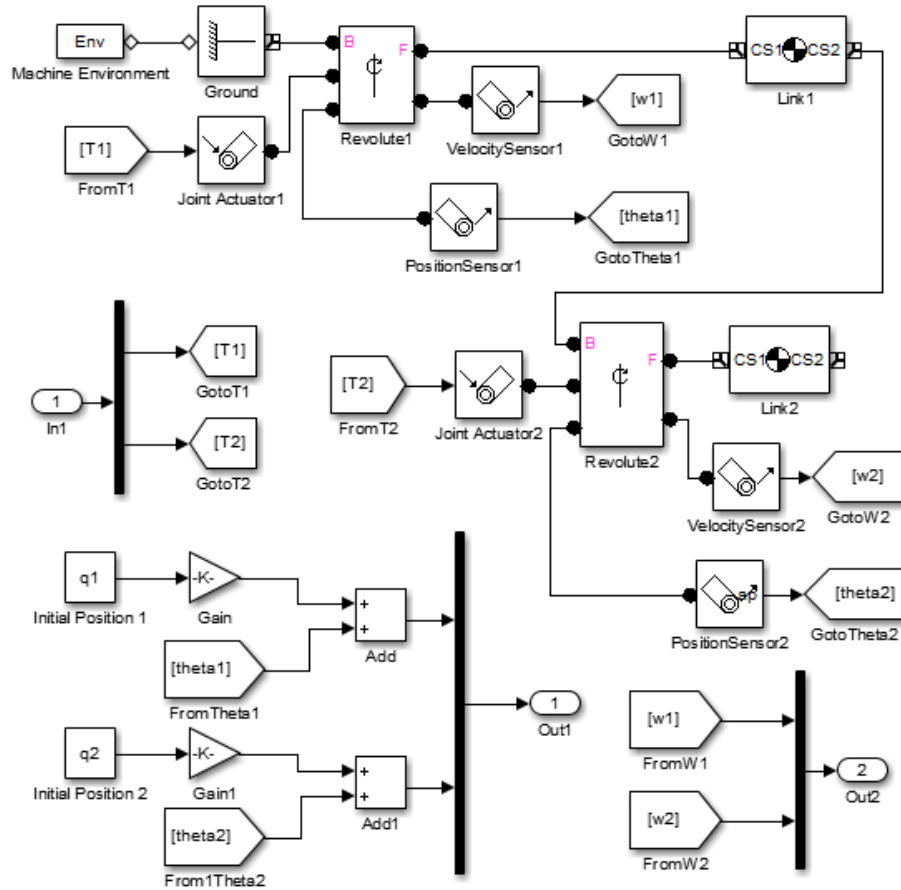 Env
Machine Environment
Ground
B
F
Revolute1
CS1
CS2
Link1
[T1]
FromT1
Joint Actuator1
VelocitySensor1
[w1]
GotoW1
PositionSensor1
[theta1]
GotoTheta1
1
In1
[T1]
GotoT1
[T2]
GotoT2
[T2]
FromT2
Joint Actuator2
B
F
Revolute2
CS1
CS2
Link2
VelocitySensor2
[w2]
GotoW2
ap
PositionSensor2
[theta2]
GotoTheta2
q1
Initial Position 1
-K-
Gain
+
+
Add
[theta1]
FromTheta1
q2
Initial Position 2
-K-
Gain1
+
+
Add1
[theta2]
From1Theta2
1
Out1
[w1]
FromW1
[w2]
FromW2
2
Out2